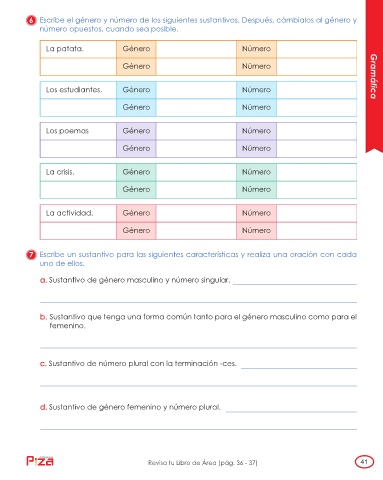 6 Escribe el género y número de los siguientes sustantivos. Después, cámbialos al género y
número opuestos, cuando sea posible.
La patata. Género Número
Género Número
Los estudiantes. Género Número
Género Número
Los poemas Género Número
Género Número
La crisis. Género Número
Género Número
La actividad. Género Número
Género Número
Gramática
7 Escribe un sustantivo para las siguientes características y realiza una oración con cada
uno de ellos.
a. Sustantivo de género masculino y número singular.
b. Sustantivo que tenga una forma común tanto para el género masculino como para el
femenino.
c. Sustantivo de número plural con la terminación -ces.
d. Sustantivo de género femenino y número plural.
Revisa tu Libro de Área (pág. 36 - 37)
41